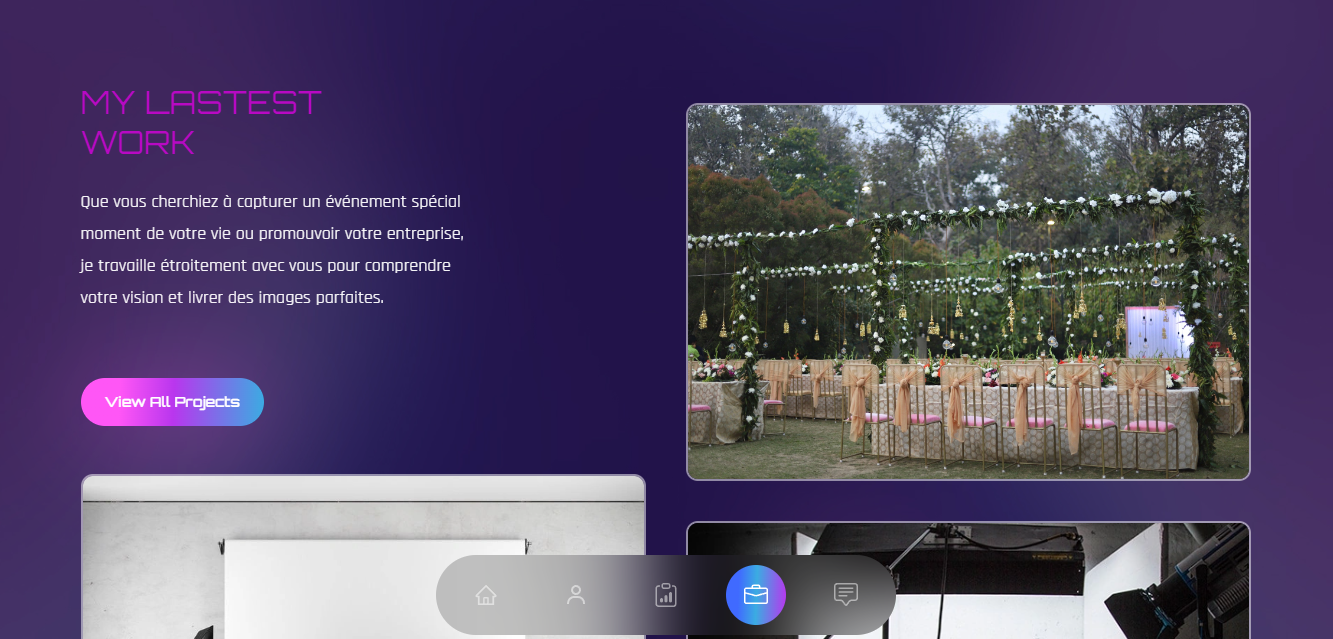 MY LASTEST
WORK
Que vous cherchiez à capturer un événement spécial
moment de votre vie ou promouvoir votre entreprise,
je travaille étroitement avec vous pour comprendre
votre vision et livrer des images parfaites.
View All Projects